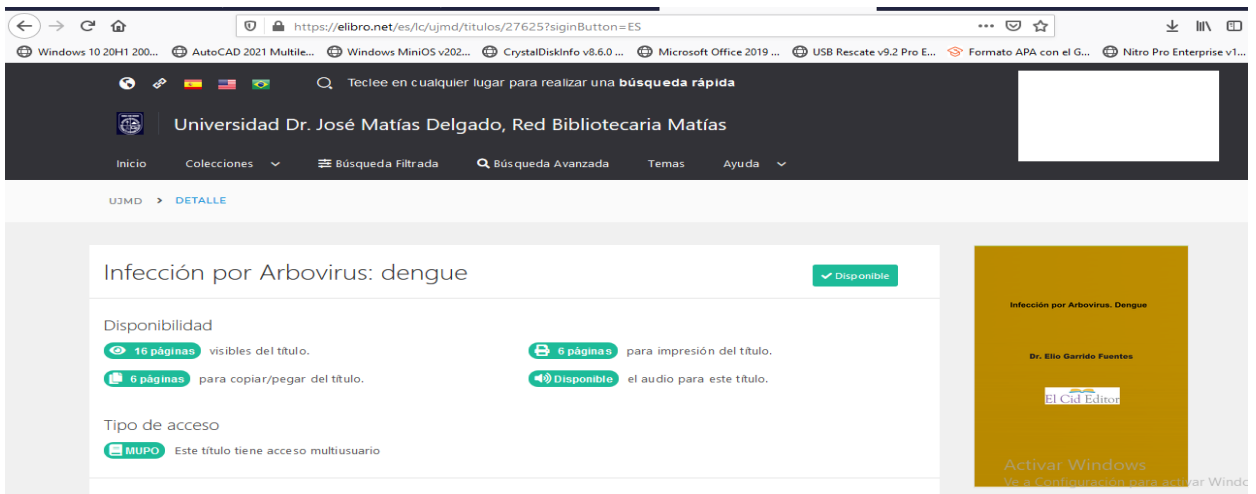 https://elibro.net/es/lc/ujmd/titulos/27625?siginButton=ES
Windows 10 20H1 200... AutoCAD 2021 Multile... Windows MiniOS v202... CrystalDiskInfo v8.6.0 ... Microsoft Office 2019 ... USB Rescate v9.2 Pro E... Formato APA con el G... Nitro Pro Enterprise v1...
Teclee en cualquier lugar para realizar una búsqueda rápida
Universidad Dr. José Matías Delgado, Red Bibliotecaria Matías
Inicio Colecciones Búsqueda Filtrada Búsqueda Avanzada Temas Ayuda
UJMD > DETALLE
Infección por Arbovirus: dengue
Disponible
Disponibilidad
16 páginas visibles del título.
6 páginas para impresión del título.
6 páginas para copiar/pegar del título.
Disponible el audio para este título.
Tipo de acceso
MUPO Este título tiene acceso multiusuario
Infección por Arbovirus. Dengue
Dr. Elio Garrido Fuentes
El Cid Editor
Activar Windows
Ve a Configuración para activar Windo